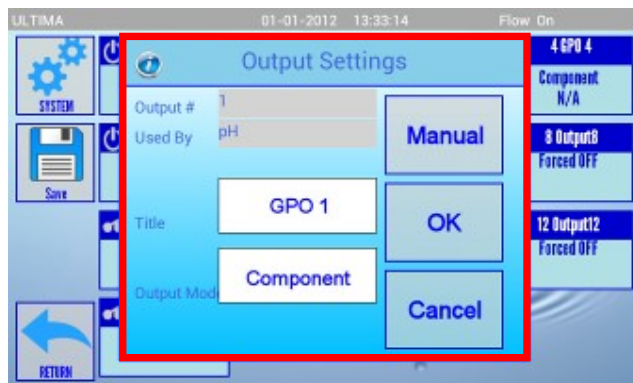 ULTIMA 01-01-2012 13:33:14 Flow On
SYSTEM
Save
RETURN
Output Settings
Output # 1
Used By pH
Title GPO 1
Output Mode Component
Manual
OK
Cancel
4 GPO 4
Component
N/A
8 Output8
Forced OFF
12 Output12
Forced OFF